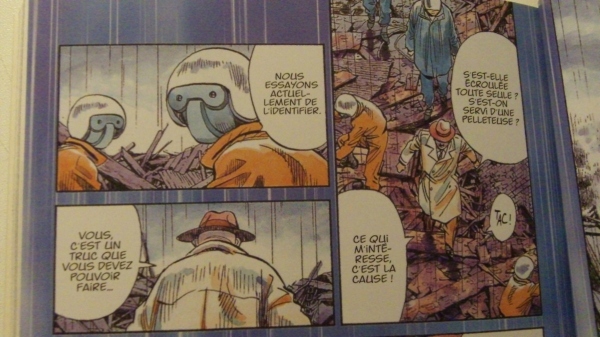 S'EST-ELLE
ÉCROULÉE
TOUTE SEULE ?
S'EST-ON
SERVI D'UNE
PELLETEUSE ?
TAC !
CE QUI
M'INTÉ-
RESSE,
C'EST LA
CAUSE !
NOUS
ESSAYONS
ACTUEL-
LEMENT DE
L'IDENTIFIER.
VOUS,
C'EST UN
TRUC QUE
VOUS DEVEZ
POUVOIR
FAIRE...